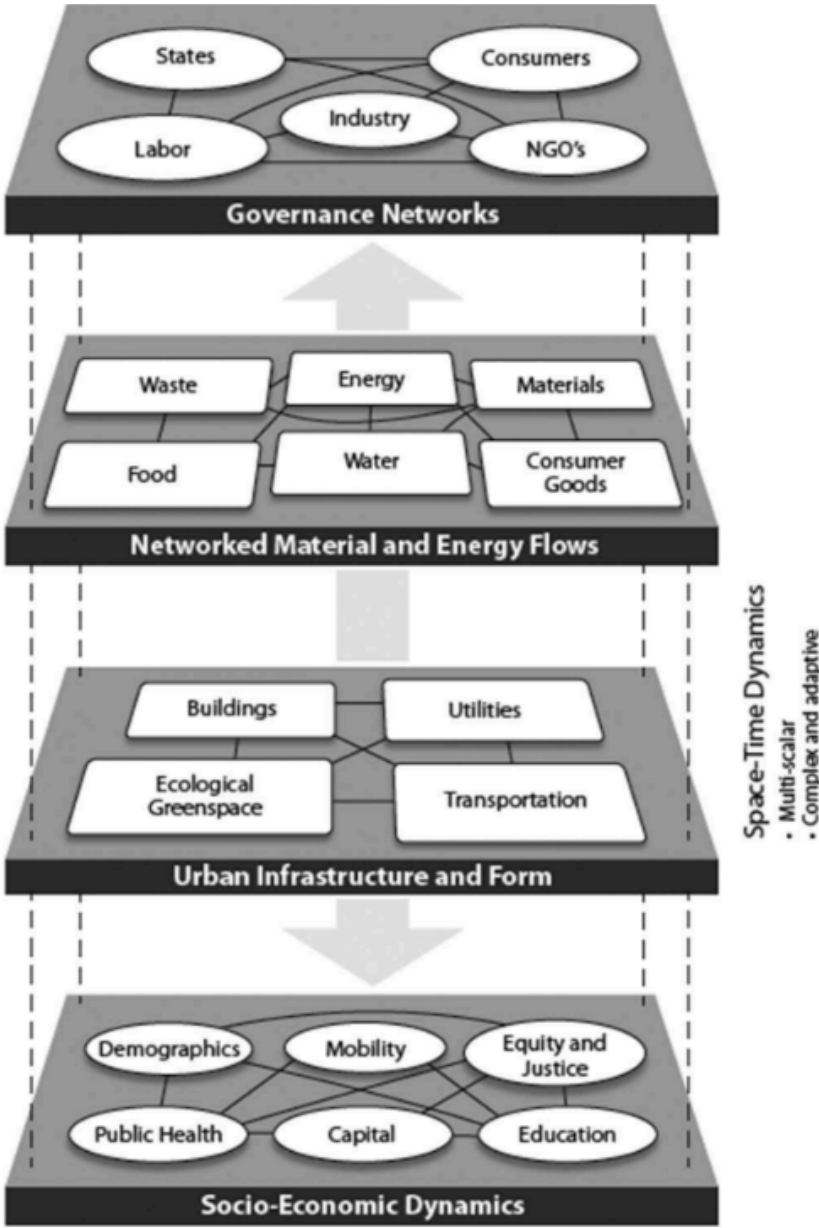 States
Consumers
Industry
Labor
NGO's
Governance Networks
Waste
Energy
Materials
Food
Water
Consumer
Goods
Networked Material and Energy Flows
Buildings
Utilities
Ecological
Greenspace
Transportation
Urban Infrastructure and Form
Demographics
Mobility
Equity and
Justice
Public Health
Capital
Education
Socio-Economic Dynamics
Space-Time Dynamics
• Multi-scalar
• Complex and adaptive